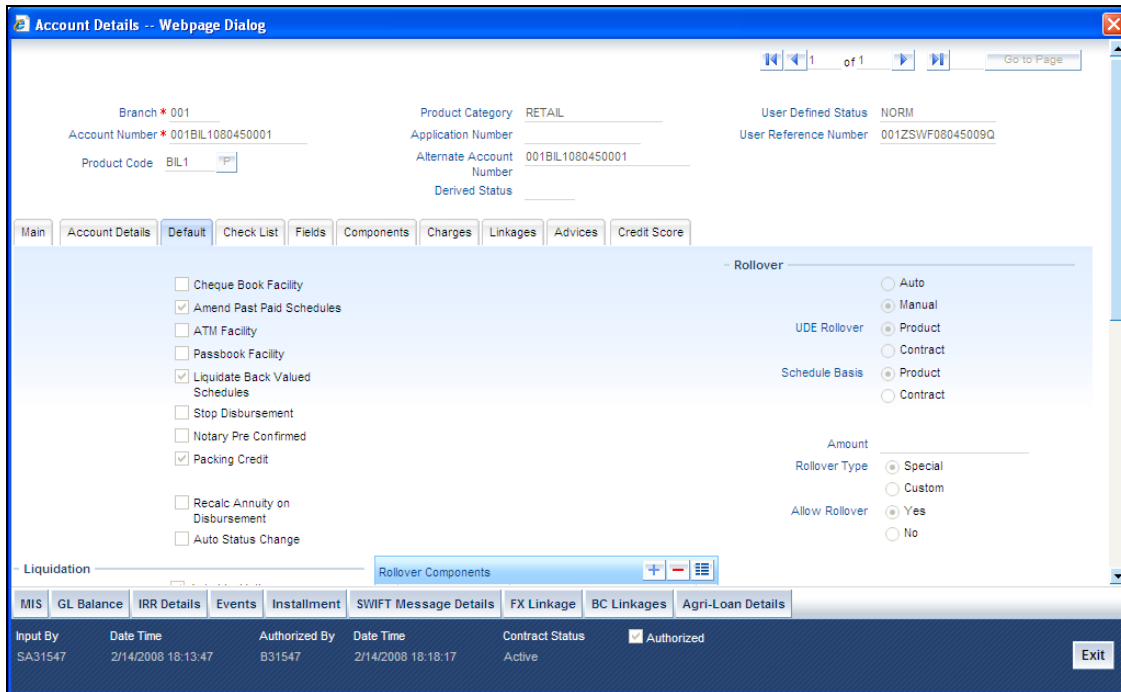 Account Details -- Webpage Dialog
1 of 1 Go to Page
Branch * 001 Product Category RETAIL User Defined Status NORM
Account Number * 001BIL1080450001 Application Number User Reference Number 001ZSWF08045009Q
Product Code BIL1 P Alternate Account Number 001BIL1080450001
Derived Status
Main Account Details Default Check List Fields Components Charges Linkages Advices Credit Score
Cheque Book Facility
Amend Past Paid Schedules
ATM Facility
Passbook Facility
Liquidate Back Valued
Schedules
Stop Disbursement
Notary Pre Confirmed
Packing Credit
Recalc Annuity on
Disbursement
Auto Status Change
Rollover
Auto
Manual
UDE Rollover Product
Contract
Schedule Basis Product
Contract
Amount
Rollover Type Special
Custom
Allow Rollover Yes
No
Liquidation
Rollover Components
MIS GL Balance IRR Details Events Installment SWIFT Message Details FX Linkage BC Linkages Agri-Loan Details
Input By Date Time Authorized By Date Time Contract Status Authorized
SA31547 2/14/2008 18:13:47 B31547 2/14/2008 18:18:17 Active
Exit